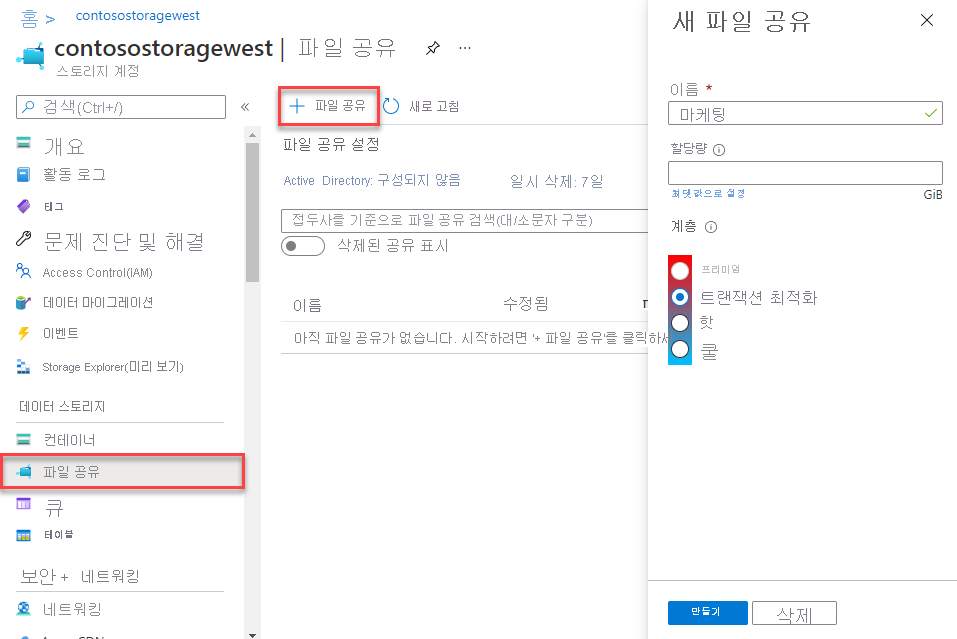 홈 > contosostoragewest
contosostoragewest | 파일 공유 ...
스토리지 계정
검색(Ctrl+/) «
개요
활동 로그
태그
문제 진단 및 해결
Access Control(IAM)
데이터 마이그레이션
이벤트
Storage Explorer(미리 보기)
데이터 스토리지
컨테이너
파일 공유
큐
테이블
보안 + 네트워킹
네트워킹
+ 파일 공유 새로 고침
파일 공유 설정
Active Directory: 구성되지 않음 일시 삭제: 7일
접두사를 기준으로 파일 공유 검색(대/소문자 구분)
삭제된 공유 표시
이름 수정됨
아직 파일 공유가 없습니다. 시작하려면 '+ 파일 공유'를 클릭하세
새 파일 공유
이름 *
마케팅
할당량
최댓값으로 설정 GiB
계층
프리미엄
트랜잭션 최적화
핫
쿨
만들기 삭제